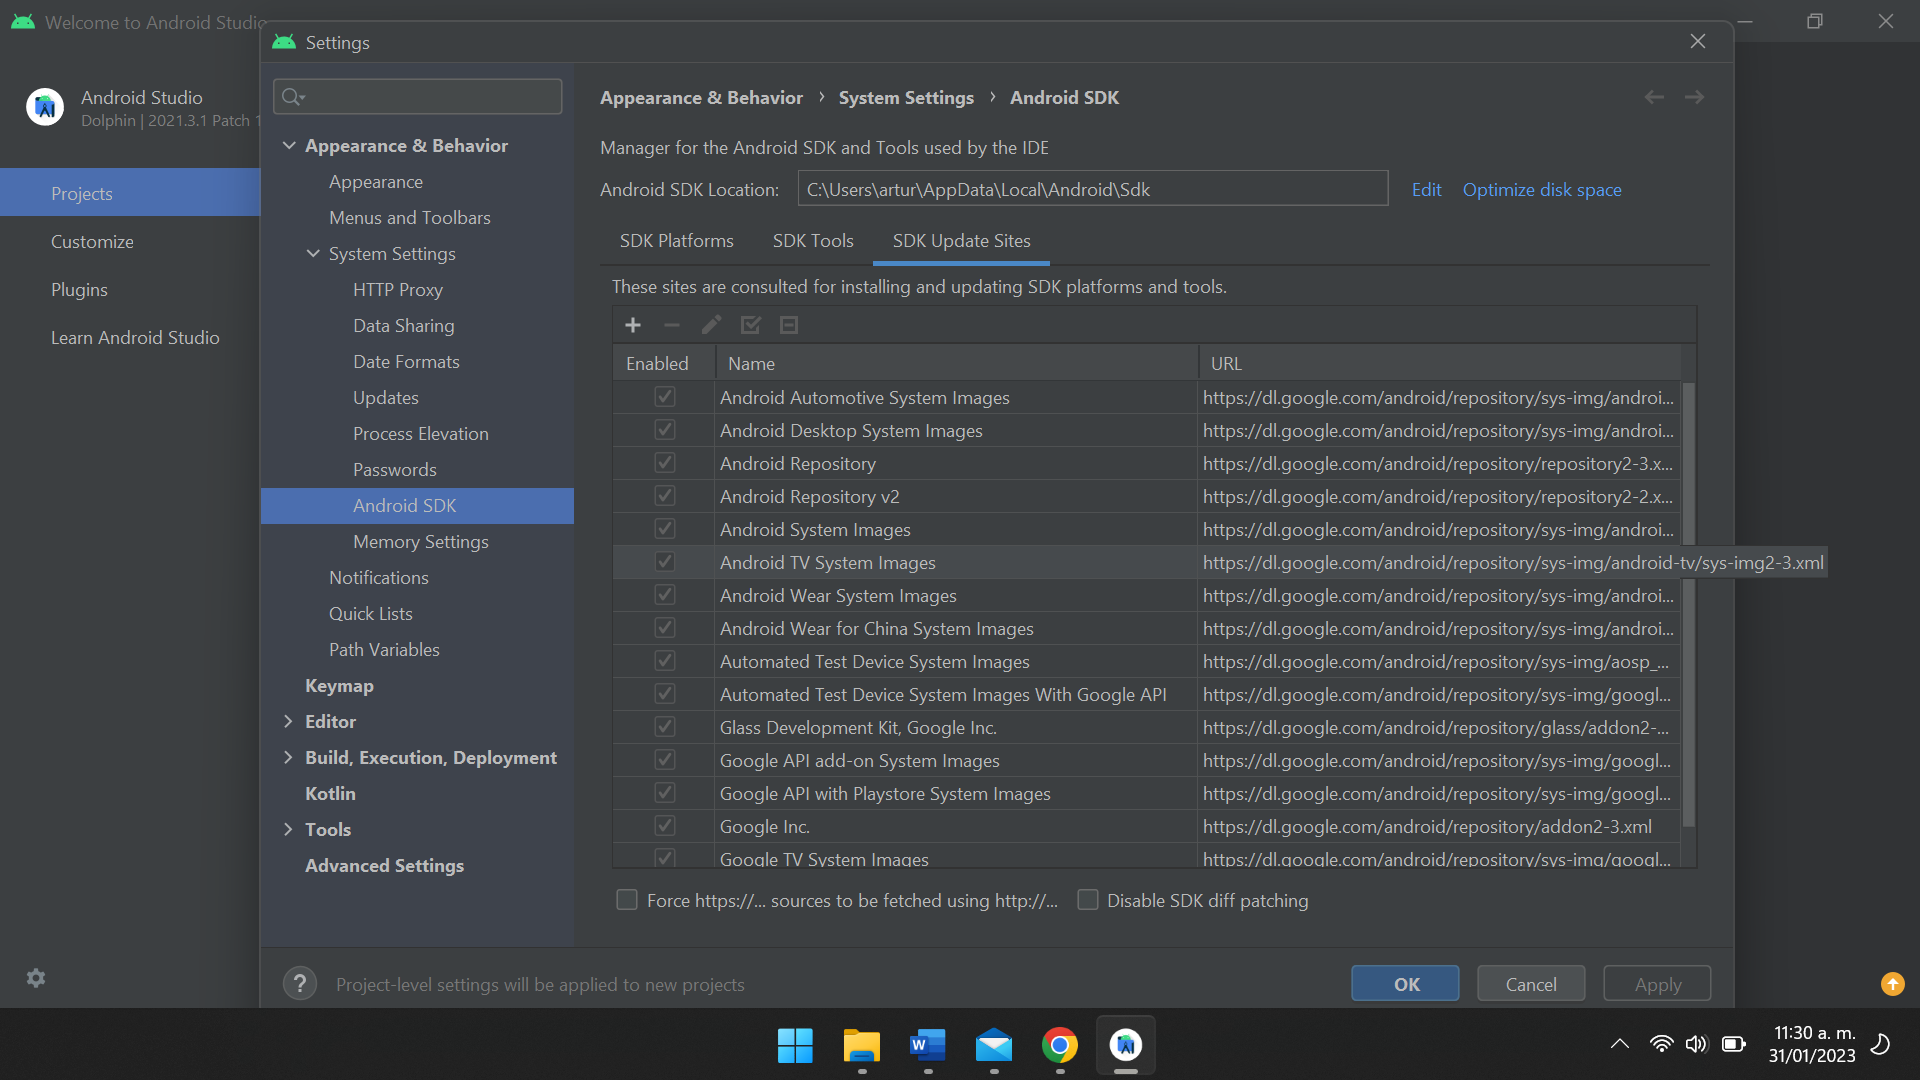 Welcome to Android Studio
Settings
Android Studio
Dolphin | 2021.3.1 Patch 1
Projects
Customize
Plugins
Learn Android Studio
Appearance & Behavior
Appearance
Menus and Toolbars
System Settings
HTTP Proxy
Data Sharing
Date Formats
Updates
Process Elevation
Passwords
Android SDK
Memory Settings
Notifications
Quick Lists
Path Variables
Keymap
Editor
Build, Execution, Deployment
Kotlin
Tools
Advanced Settings
Appearance & Behavior › System Settings › Android SDK
Manager for the Android SDK and Tools used by the IDE
Android SDK Location: C:\Users\artur\AppData\Local\Android\Sdk Edit Optimize disk space
SDK Platforms SDK Tools SDK Update Sites
These sites are consulted for installing and updating SDK platforms and tools.
Enabled Name URL
Android Automotive System Images https://dl.google.com/android/repository/sys-img/androi...
Android Desktop System Images https://dl.google.com/android/repository/sys-img/androi...
Android Repository https://dl.google.com/android/repository/repository2-3.x...
Android Repository v2 https://dl.google.com/android/repository/repository2-2.x...
Android System Images https://dl.google.com/android/repository/sys-img/androi...
Android TV System Images https://dl.google.com/android/repository/sys-img/android-tv/sys-img2-3.xml
Android Wear System Images https://dl.google.com/android/repository/sys-img/androi...
Android Wear for China System Images https://dl.google.com/android/repository/sys-img/androi...
Automated Test Device System Images https://dl.google.com/android/repository/sys-img/aosp_...
Automated Test Device System Images With Google API https://dl.google.com/android/repository/sys-img/googl...
Glass Development Kit, Google Inc. https://dl.google.com/android/repository/glass/addon2-...
Google API add-on System Images https://dl.google.com/android/repository/sys-img/googl...
Google API with Playstore System Images https://dl.google.com/android/repository/sys-img/googl...
Google Inc. https://dl.google.com/android/repository/addon2-3.xml
Google TV System Images https://dl.google.com/android/repository/sys-img/googl...
Force https://... sources to be fetched using http://... Disable SDK diff patching
? Project-level settings will be applied to new projects
OK Cancel Apply
W
11:30 a. m.
31/01/2023